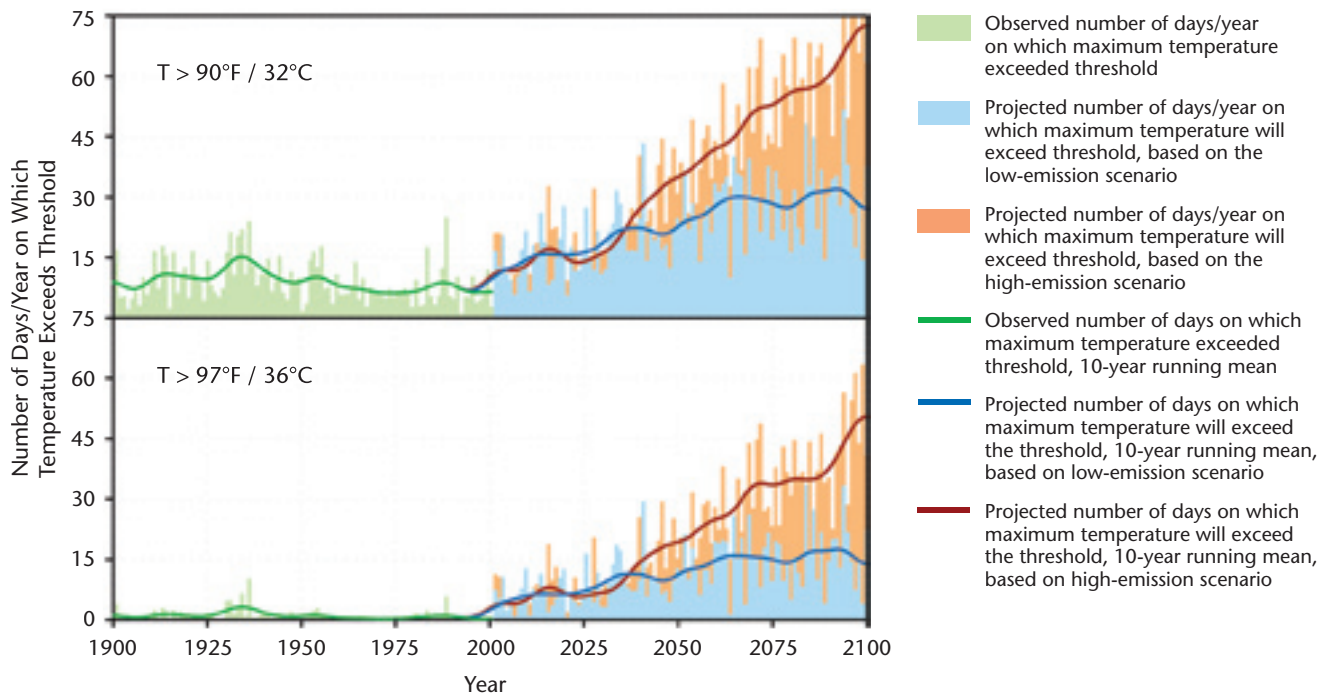 Number of Days/Year on Which
Temperature Exceeds Threshold
75
60
45
30
15
T > 90°F / 32°C
75
60
45
30
15
0
T > 97°F / 36°C
1900
1925
1950
1975
2000
2025
2050
2075
2100
Year
Observed number of days/year
on which maximum temperature
exceeded threshold
Projected number of days/year on
which maximum temperature will
exceed threshold, based on the
low-emission scenario
Projected number of days/year on
which maximum temperature will
exceed threshold, based on the
high-emission scenario
Observed number of days on which
maximum temperature exceeded
threshold, 10-year running mean
Projected number of days on which
maximum temperature will exceed
the threshold, 10-year running mean,
based on low-emission scenario
Projected number of days on which
maximum temperature will exceed
the threshold, 10-year running mean,
based on high-emission scenario